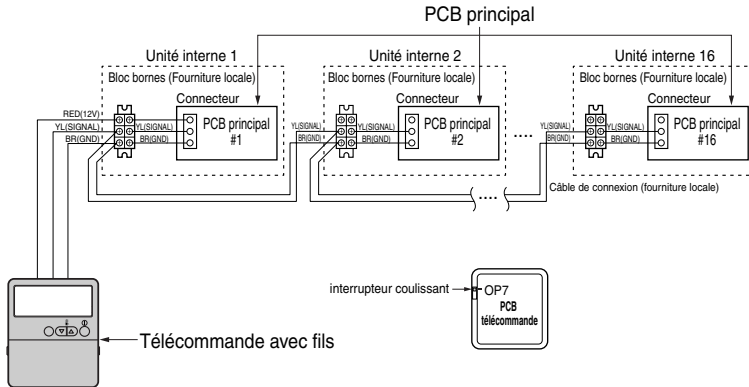 PCB principal
Unité interne 1
Unité interne 2
Unité interne 16
Bloc bornes (Fourniture locale)
Bloc bornes (Fourniture locale)
Bloc bornes (Fourniture locale)
Connecteur
Connecteur
Connecteur
RED(12V)
YL(SIGNAL)
BR(GND)
YL(SIGNAL)
BR(GND)
PCB principal
#1
YL(SIGNAL)
BR(GND)
YL(SIGNAL)
BR(GND)
PCB principal
#2
....
YL(SIGNAL)
BR(GND)
YL(SIGNAL)
BR(GND)
PCB principal
#16
....
Câble de connexion (fourniture locale)
interrupteur coulissant
OP7
PCB
télécommande
Télécommande avec fils